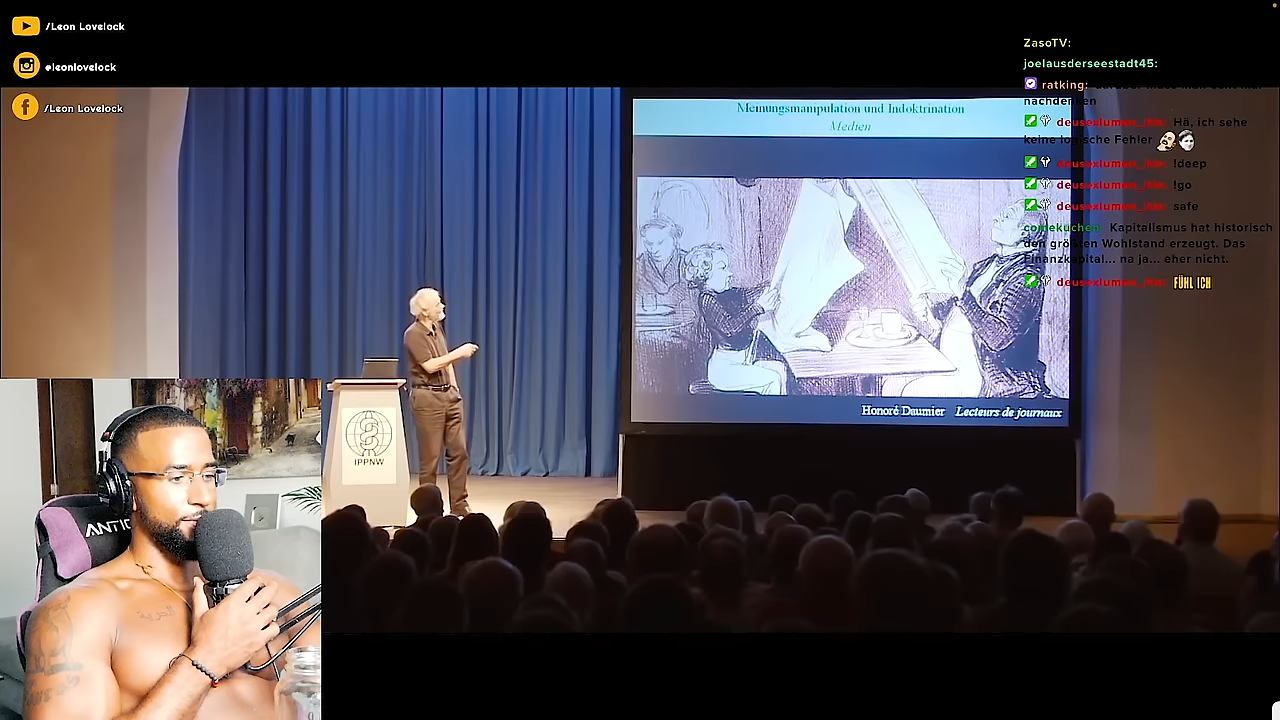 /Leon Lovelock
@leonlovelock
/Leon Lovelock
Meinungsmanipulation und Indoktrination
Medien
Honoré Daumier Lecteurs de journaux
IPPNW
ANTIC
ZasoTV:
joelausderseestadt45:
ratking:
nachdenken
Hä, ich sehe
keine logische Fehler
!deep
!go
safe
comekuchen: Kapitalismus hat historisch
den größten Wohlstand erzeugt. Das
Finanzkapital... na ja... eher nicht.
FÜHL ICH